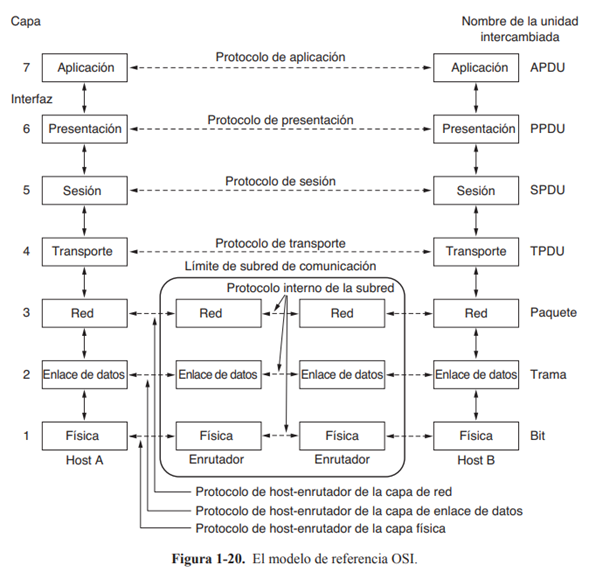 Capa
Nombre de la unidad
intercambiada
7 Aplicación Protocolo de aplicación Aplicación APDU
Interfaz
6 Presentación Protocolo de presentación Presentación PPDU
5 Sesión Protocolo de sesión Sesión SPDU
4 Transporte Protocolo de transporte Transporte TPDU
Límite de subred de comunicación
Protocolo interno de la subred
3 Red Red Red Red Paquete
2 Enlace de datos Enlace de datos Enlace de datos Enlace de datos Trama
1 Física Física Física Física Bit
Host A Enrutador Enrutador Host B
Protocolo de host-enrutador de la capa de red
Protocolo de host-enrutador de la capa de enlace de datos
Protocolo de host-enrutador de la capa física
Figura 1-20. El modelo de referencia OSI.